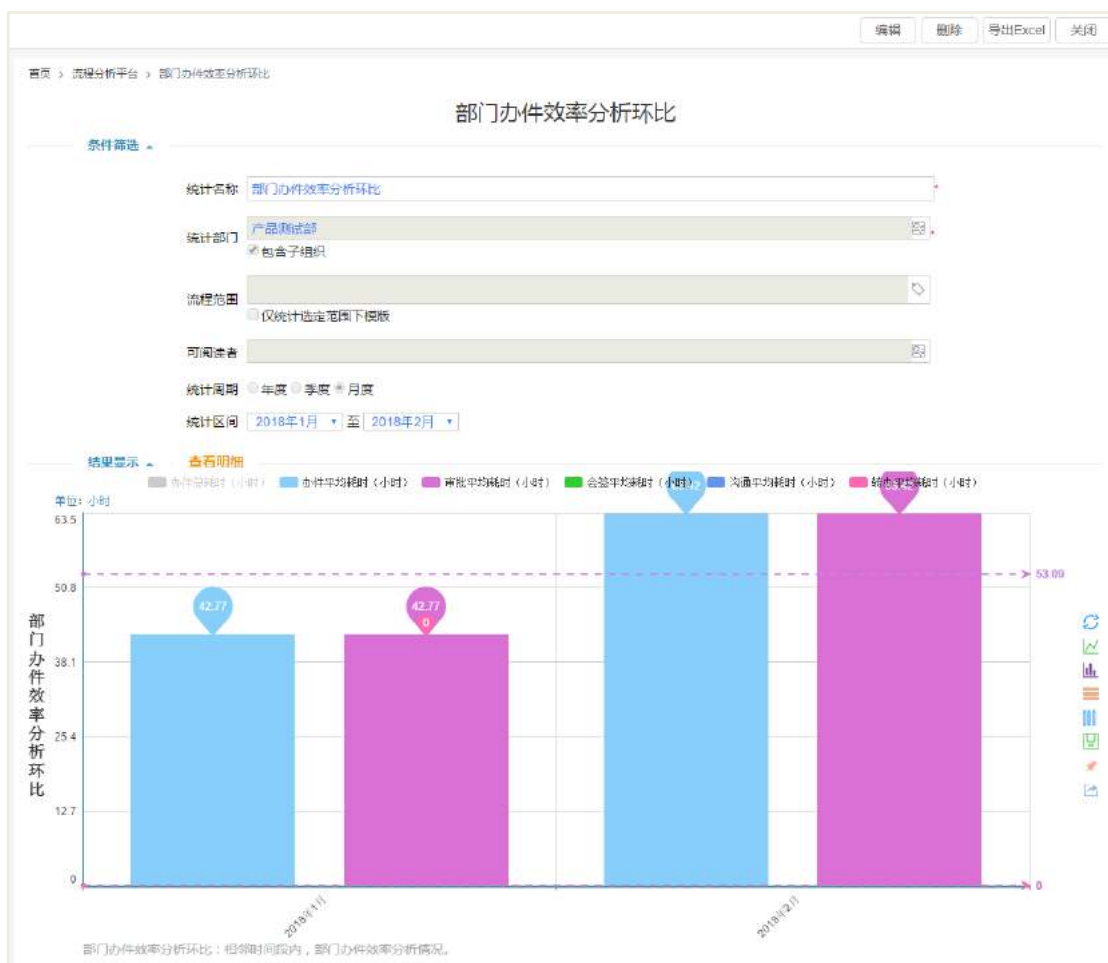 编辑 删除 导出Excel 关闭
首页 > 流程分析平台 > 部门办件效率分析环比
部门办件效率分析环比
条件筛选
统计名称 部门办件效率分析环比 *
统计部门 产品测试部 *
包含子组织
流程范围
仅统计选定范围下模版
可阅读者
统计周期 年度 季度 月度
统计区间 2018年1月 至 2018年2月
结果显示 查看明细
办件总耗时（小时） 办件平均耗时（小时） 审批平均耗时（小时） 会签平均耗时（小时） 沟通平均耗时（小时） 转办平均耗时（小时）
单位：小时
63.5
50.8
38.1
25.4
12.7
0
部门办件效率分析环比
42.77
42.77
0
53.09
0
2018年1月
2018年2月
部门办件效率分析环比：相邻时间段内，部门办件效率分析情况。